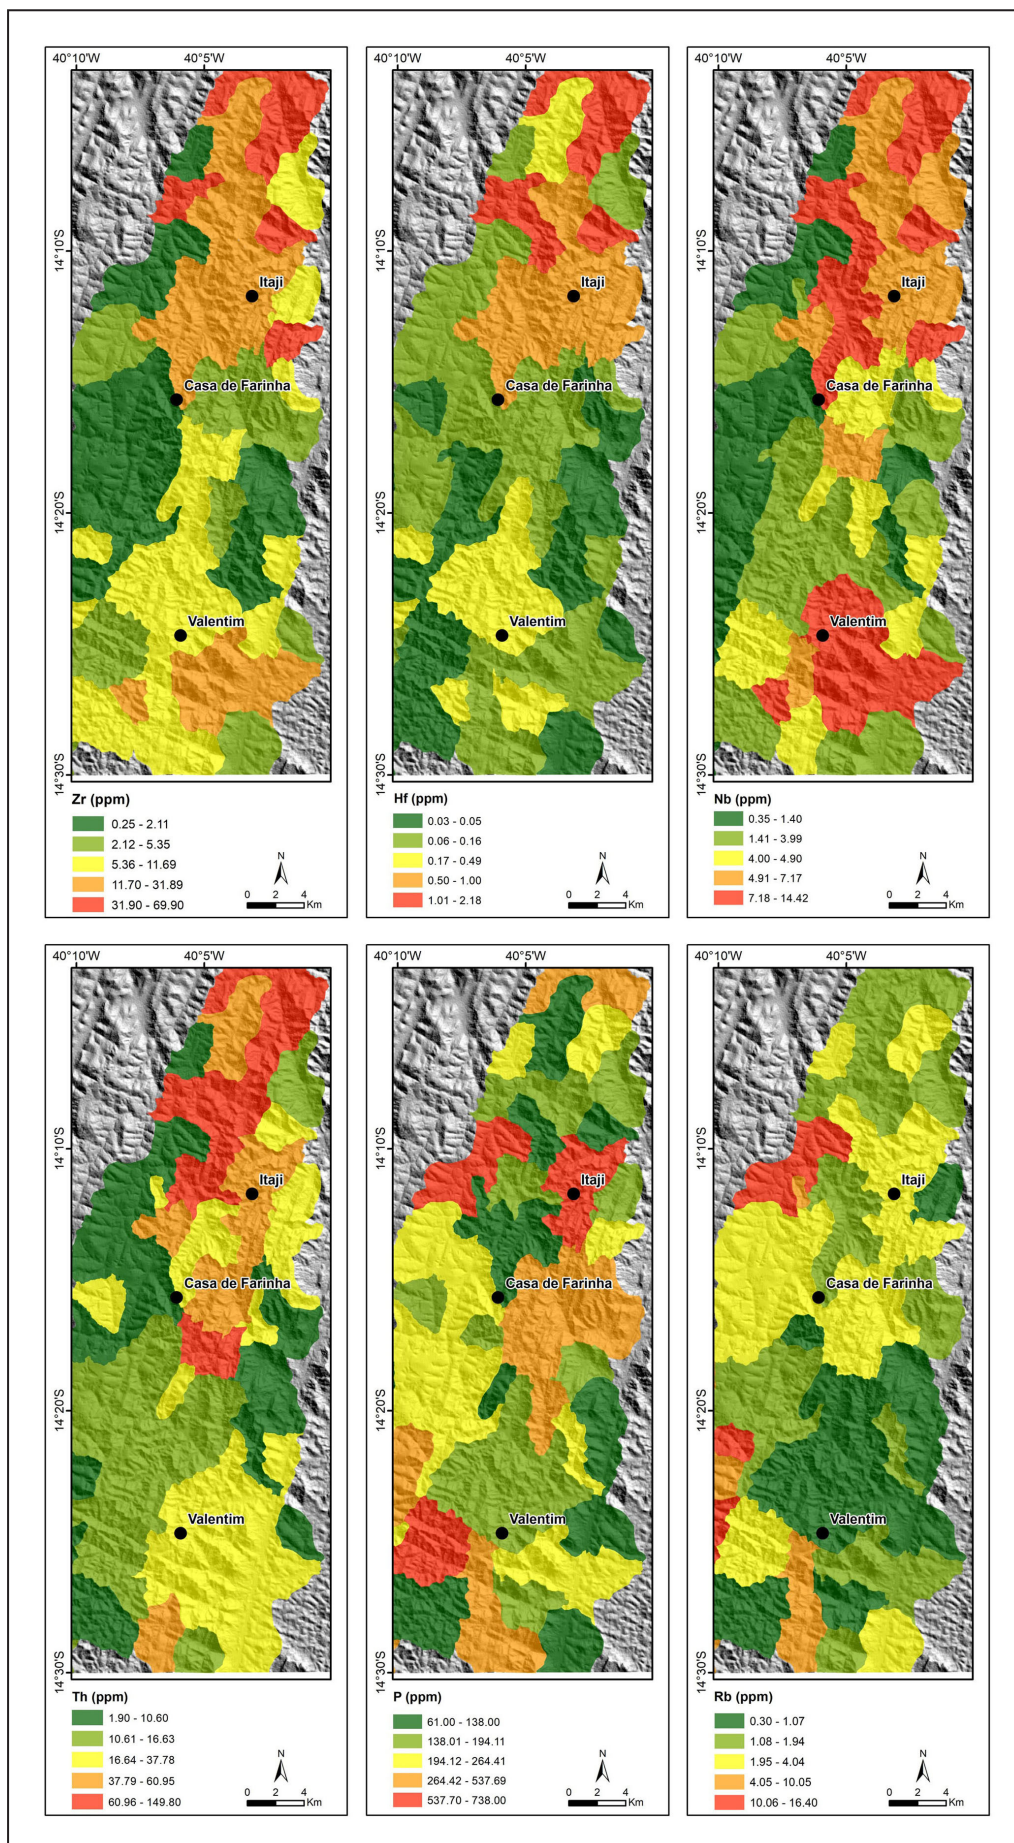 40°10'W 40°5'W
14°10'S
14°20'S
14°30'S
Itaji
Casa de Farinha
Valentim
Zr (ppm)
0.25 - 2.11
2.12 - 5.35
5.36 - 11.69
11.70 - 31.89
31.90 - 69.90
N
0 2 4
Km
40°10'W 40°5'W
14°10'S
14°20'S
14°30'S
Itaji
Casa de Farinha
Valentim
Hf (ppm)
0.03 - 0.05
0.06 - 0.16
0.17 - 0.49
0.50 - 1.00
1.01 - 2.18
N
0 2 4
Km
40°10'W 40°5'W
14°10'S
14°20'S
14°30'S
Itaji
Casa de Farinha
Valentim
Nb (ppm)
0.35 - 1.40
1.41 - 3.99
4.00 - 4.90
4.91 - 7.17
7.18 - 14.42
N
0 2 4
Km
40°10'W 40°5'W
14°10'S
14°20'S
14°30'S
Itaji
Casa de Farinha
Valentim
Th (ppm)
1.90 - 10.60
10.61 - 16.63
16.64 - 37.78
37.79 - 60.95
60.96 - 149.80
N
0 2 4
Km
40°10'W 40°5'W
14°10'S
14°20'S
14°30'S
Itaji
Casa de Farinha
Valentim
P (ppm)
61.00 - 138.00
138.01 - 194.11
194.12 - 264.41
264.42 - 537.69
537.70 - 738.00
N
0 2 4
Km
40°10'W 40°5'W
14°10'S
14°20'S
14°30'S
Itaji
Casa de Farinha
Valentim
Rb (ppm)
0.30 - 1.07
1.08 - 1.94
1.95 - 4.04
4.05 - 10.05
10.06 - 16.40
N
0 2 4
Km